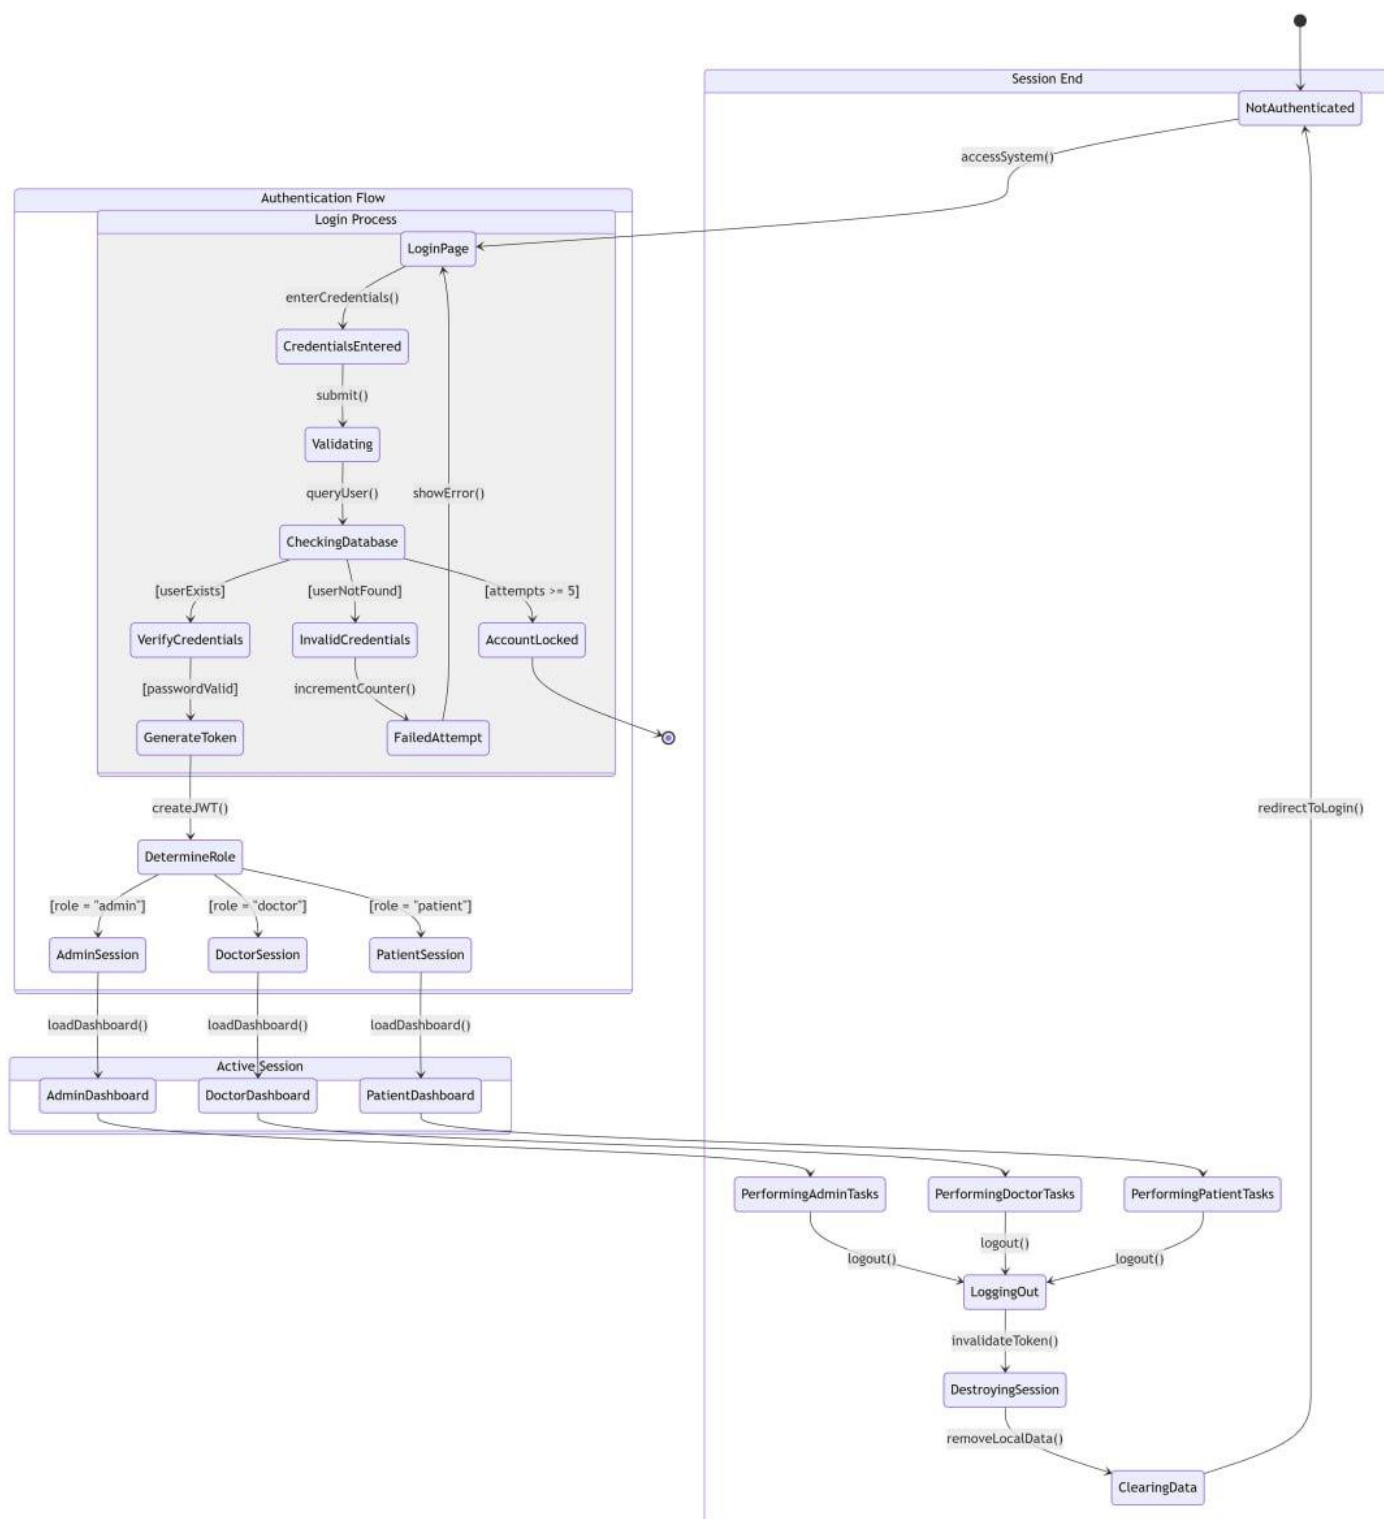 Session End
NotAuthenticated
accessSystem()
Authentication Flow
Login Process
LoginPage
enterCredentials()
CredentialsEntered
submit()
Validating
queryUser()
showError()
CheckingDatabase
[userExists]
[userNotFound]
[attempts >= 5]
VerifyCredentials
InvalidCredentials
AccountLocked
[passwordValid]
incrementCounter()
GenerateToken
FailedAttempt
createJWT()
redirectToLogin()
DetermineRole
[role = "admin"]
[role = "doctor"]
[role = "patient"]
AdminSession
DoctorSession
PatientSession
loadDashboard()
loadDashboard()
loadDashboard()
Active Session
AdminDashboard
DoctorDashboard
PatientDashboard
PerformingAdminTasks
PerformingDoctorTasks
PerformingPatientTasks
logout()
logout()
logout()
LoggingOut
invalidateToken()
DestroyingSession
removeLocalData()
ClearingData